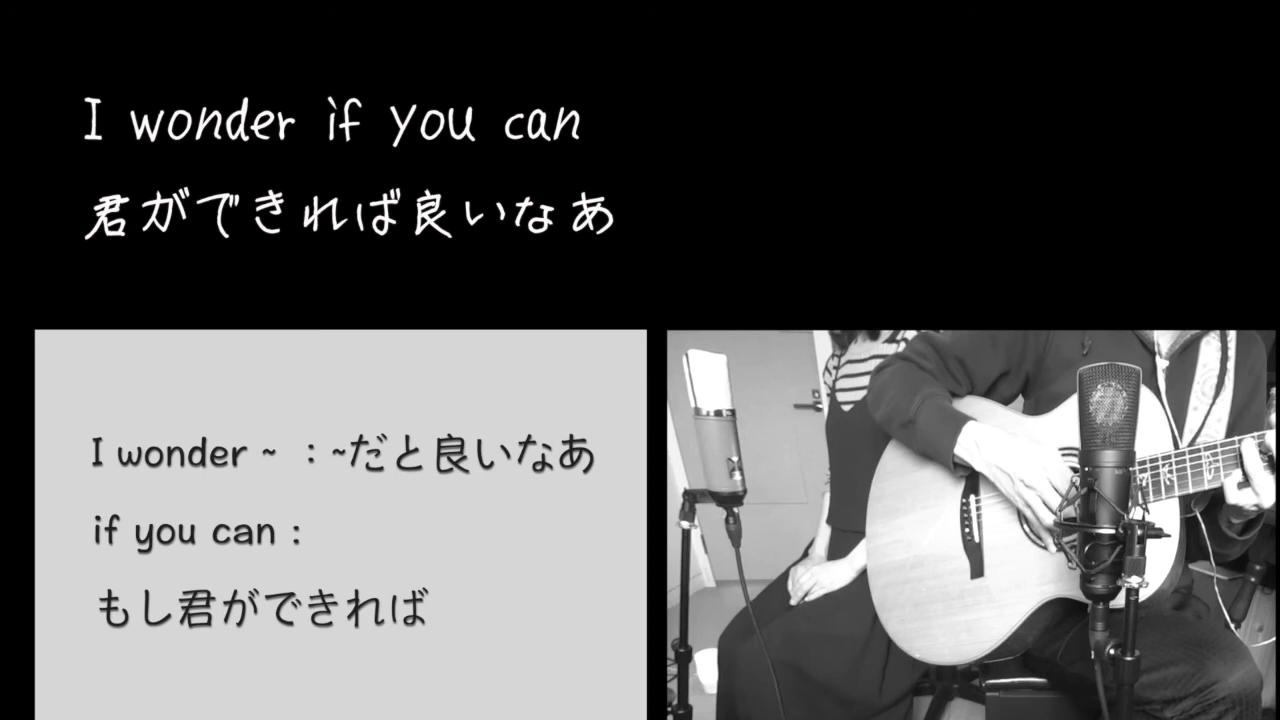 I wonder if you can
君ができれば良いなあ
I wonder ~ : ~だと良いなあ
if you can :
もし君ができれば